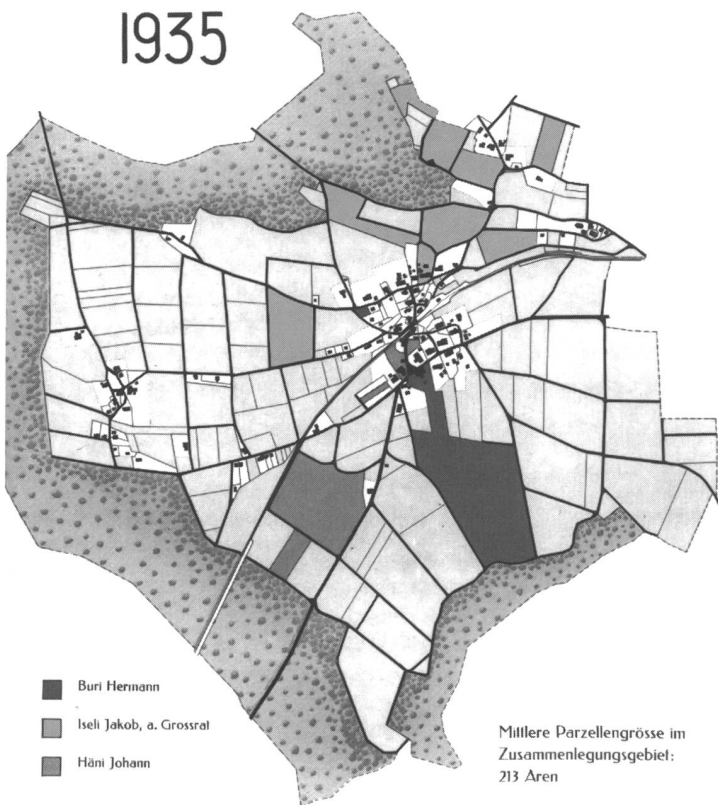 1935
Buri Hermann
Iseli Jakob, a. Grossrat
Häni Johann
Mittlere Parzellengrösse im
Zusammenlegungsgebiet:
213 Aren